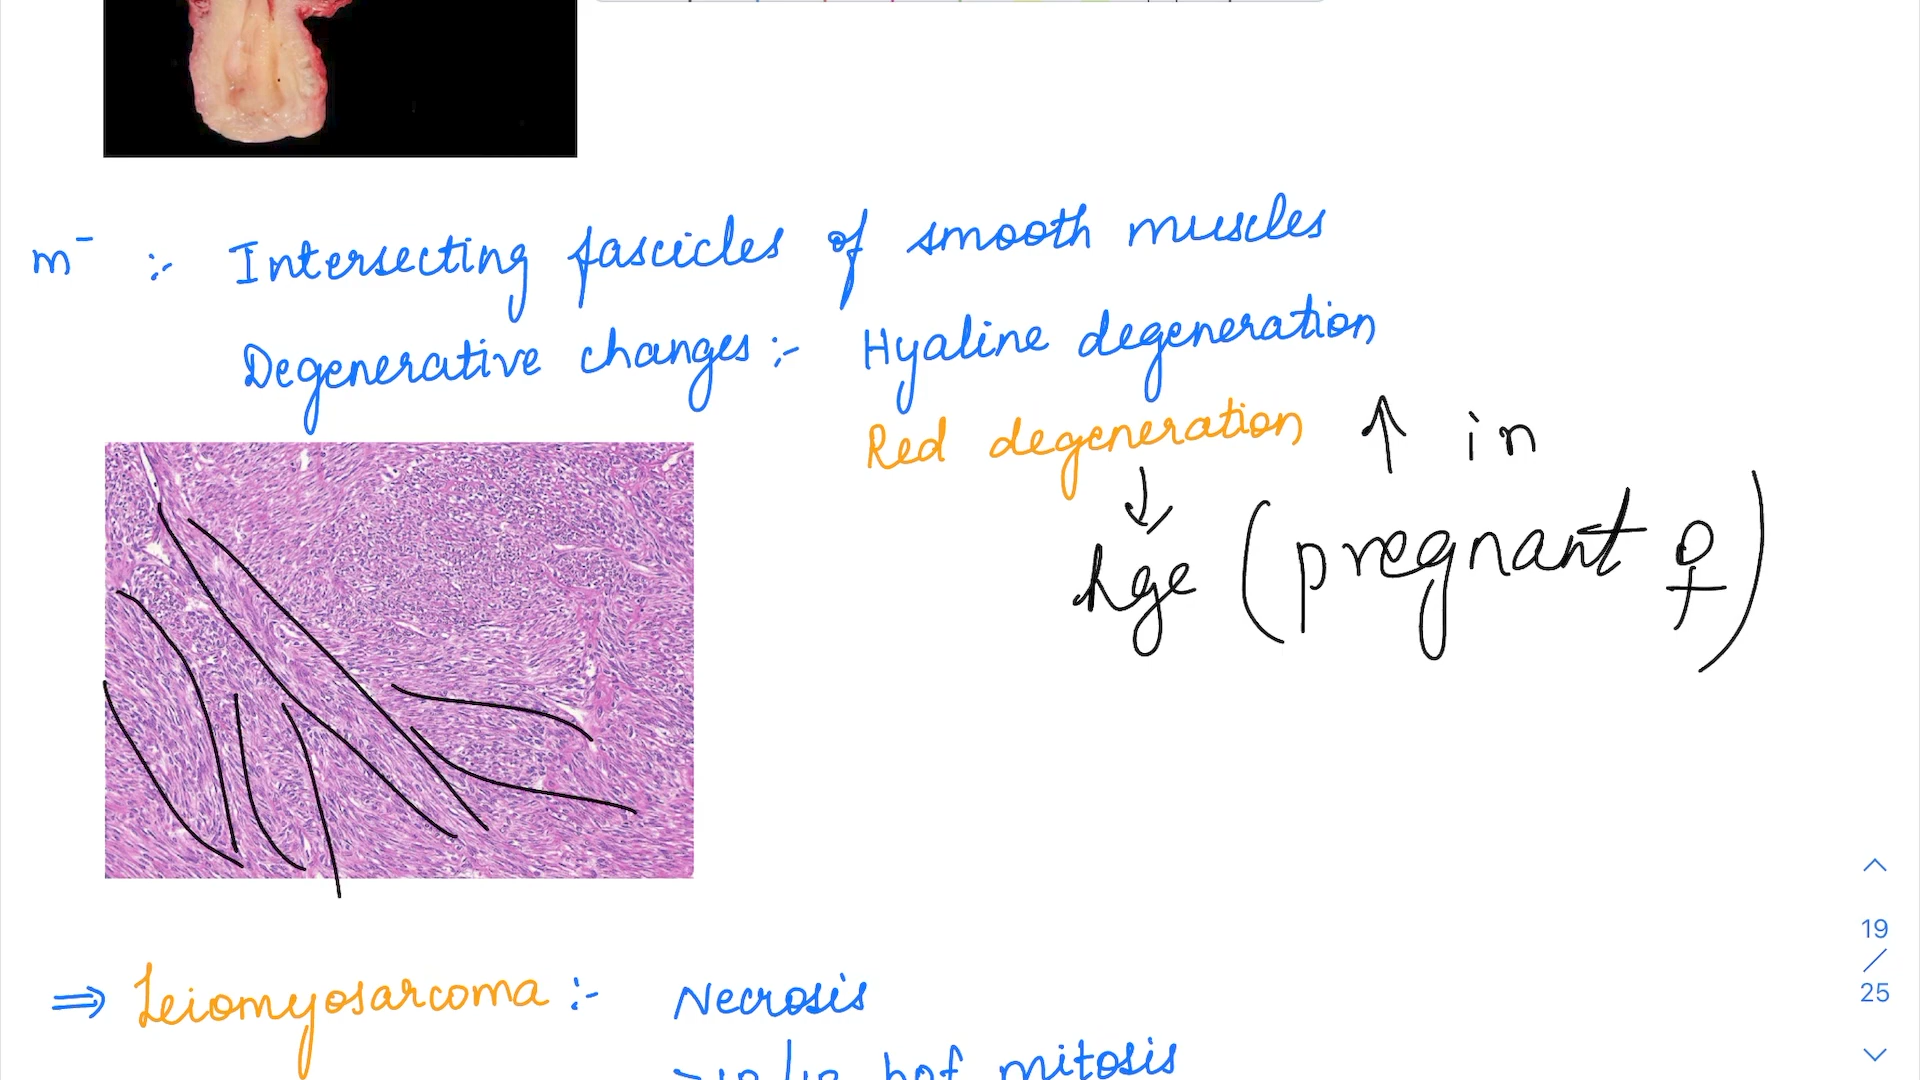 m⁻ :- Intersecting fascicles of smooth muscles
Degenerative changes :- Hyaline degeneration
Red degeneration ↑ in
↓
hge (pregnant ♀)
19
/
25
⇒ Leiomyosarcoma :- Necrosis
hpf mitosis